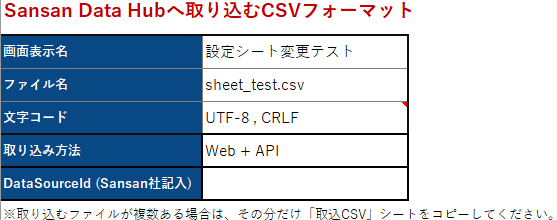 Sansan Data Hubへ取り込むCSVフォーマット
画面表示名 設定シート変更テスト
ファイル名 sheet_test.csv
文字コード UTF-8 , CRLF
取り込み方法 Web + API
DataSourceId (Sansan社記入)
※取り込むファイルが複数ある場合は、その分だけ「取込CSV」シートをコピーしてください。